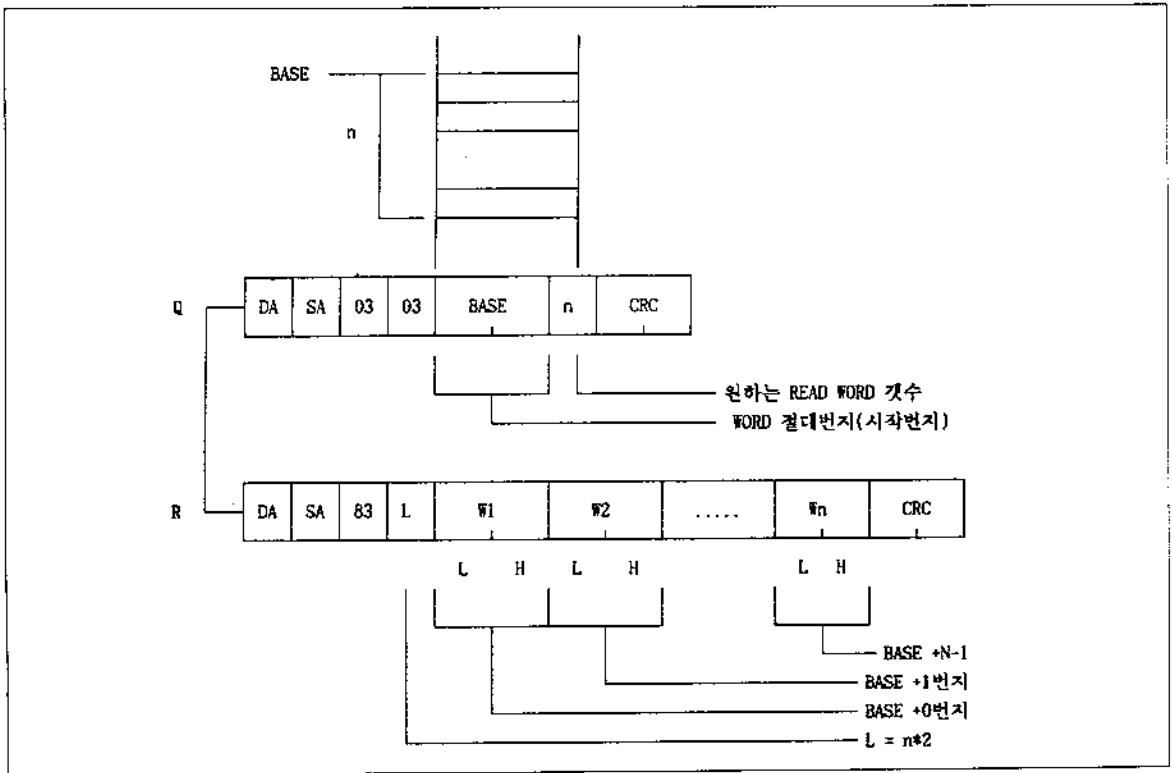 BASE
n
Q DA SA 03 03 BASE n CRC
원하는 READ WORD 갯수
WORD 절대번지(시작번지)
R DA SA 83 L W1 W2 ..... Wn CRC
L H L H L H
BASE +N-1
BASE +1번지
BASE +0번지
L = n*2